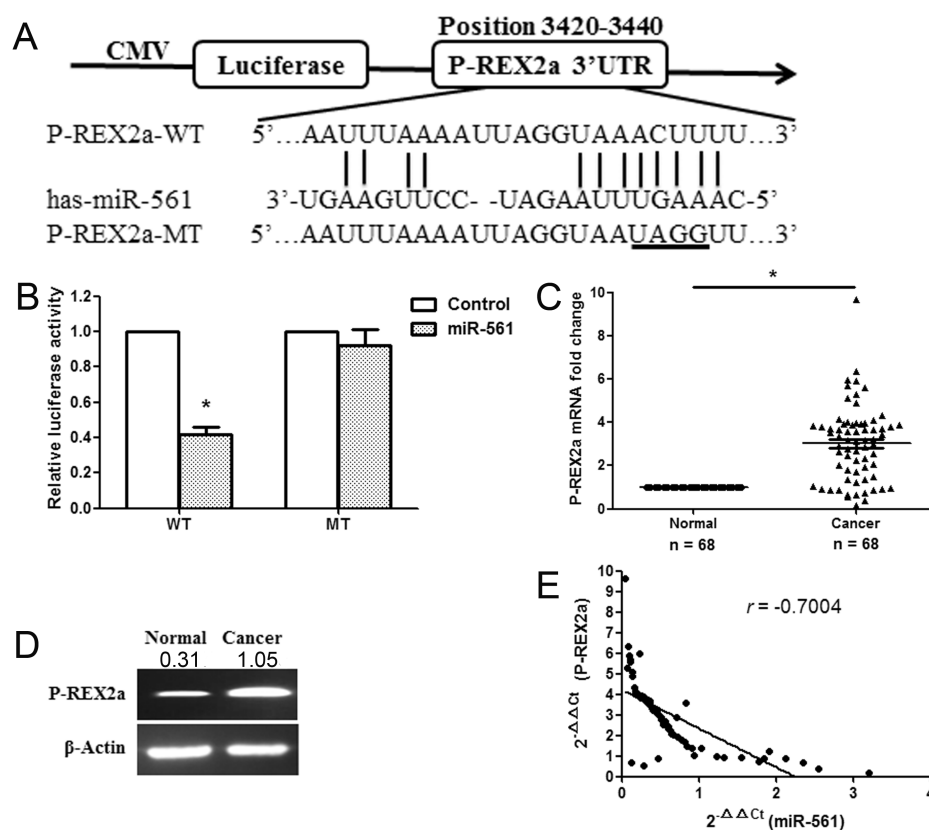 A
Position 3420-3440
CMV
Luciferase
P-REX2a 3’UTR
P-REX2a-WT 5’…AAUUUAAAAUUAGGUAAACUUUU…3’
has-miR-561 3’-UGAAGUUCC- -UAGAAUUUGAAAC-5’
P-REX2a-MT 5’…AAUUUAAAAUUAGGUAAUAGGUU…3’
B
Relative luciferase activity
1.2
1.0
0.8
0.6
0.4
0.2
0.0
*
WT
MT
Control
miR-561
C
P-REX2a mRNA fold change
10
8
6
4
2
0
*
Normal
n = 68
Cancer
n = 68
D
Normal Cancer
0.31 1.05
P-REX2a
β-Actin
E
2-ΔΔCt (P-REX2a)
10
9
8
7
6
5
4
3
2
1
0
r = -0.7004
0 1 2 3 4
2-ΔΔCt (miR-561)